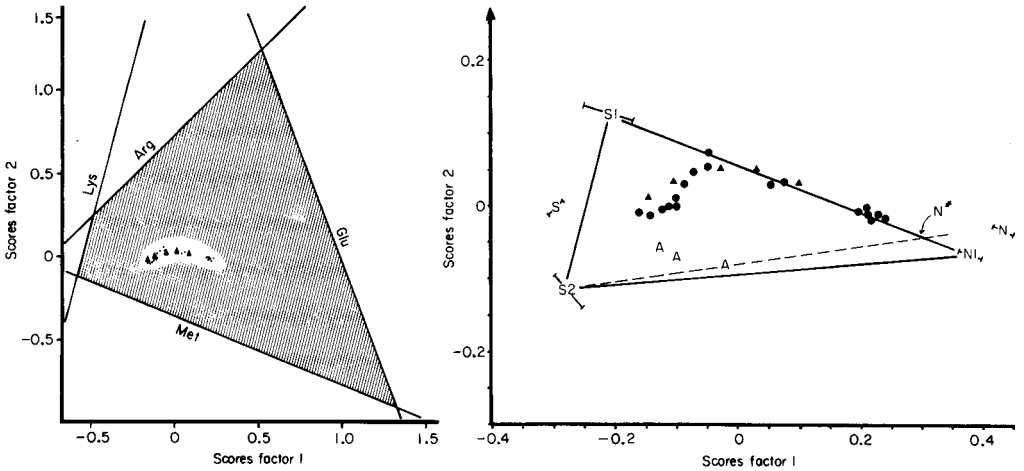 1.5
1.0
0.5
0
−0.5
Scores factor 2
Lys
Arg
Glu
Met
−0.5
0
0.5
1.0
1.5
Scores factor 1
0.2
0
−0.2
Scores factor 2
S1
S
S2
A
A
A
N*
N
N1
−0.4
−0.2
0
0.2
0.4
Scores factor 1